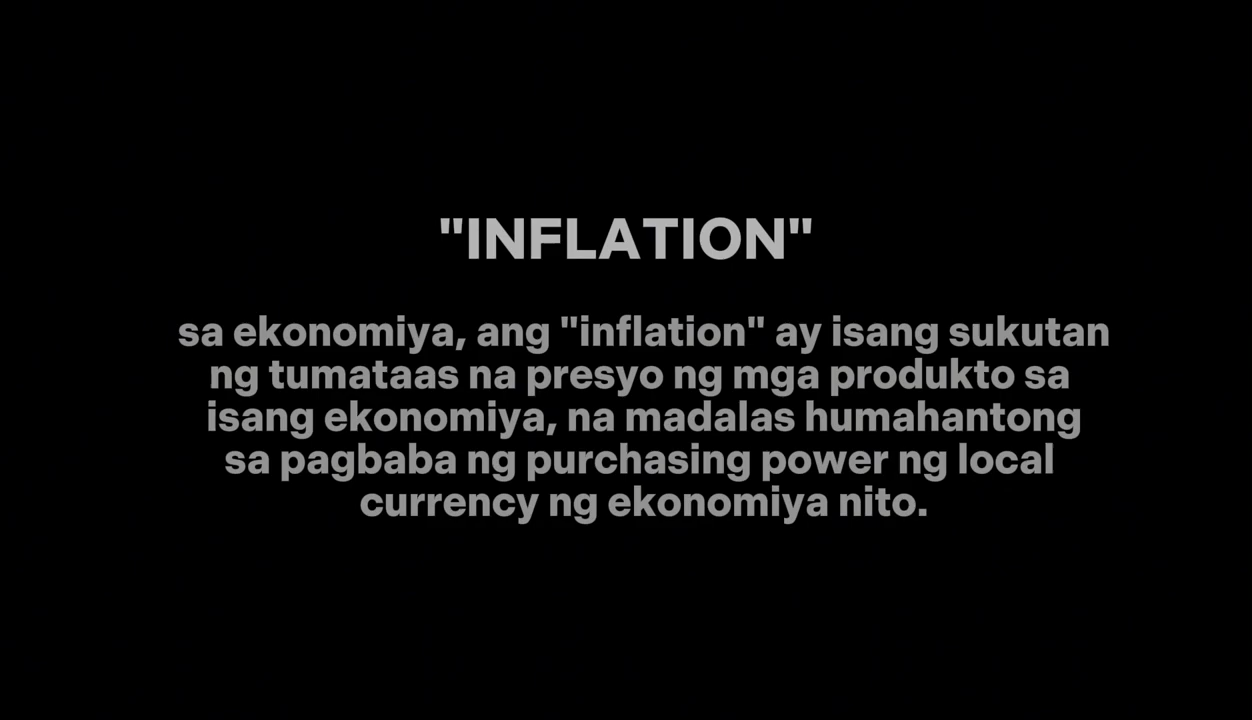 "INFLATION"
sa ekonomiya, ang "inflation" ay isang sukutan
ng tumataas na presyo ng mga produkto sa
isang ekonomiya, na madalas humahantong
sa pagbaba ng purchasing power ng local
currency ng ekonomiya nito.